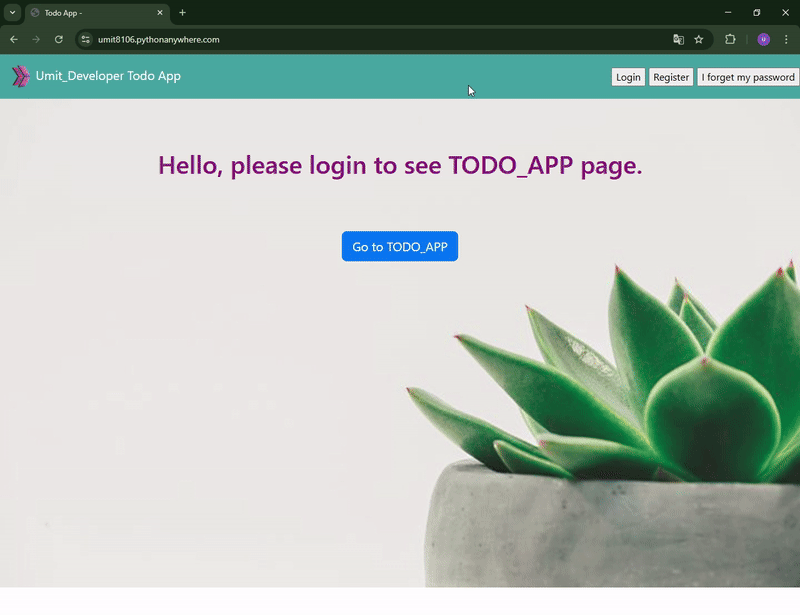 Todo App -
umit8106.pythonanywhere.com
U
Umit_Developer Todo App
Login
Register
I forget my password
Hello, please login to see TODO_APP page.
Go to TODO_APP